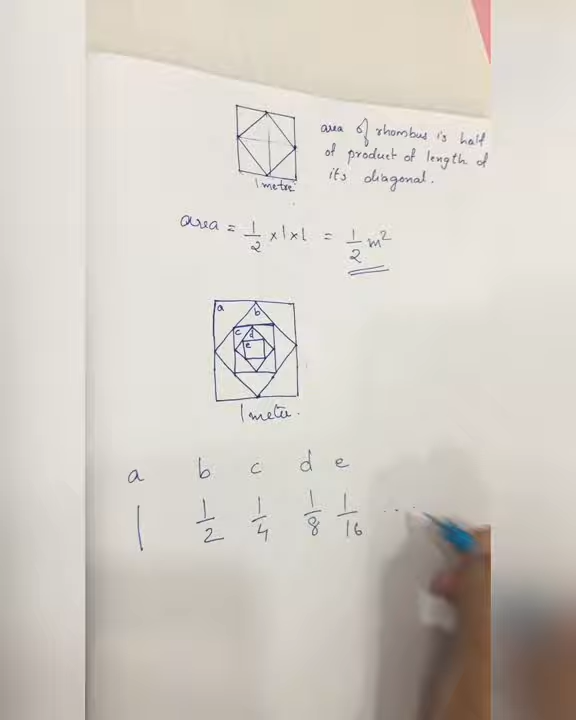 area of rhombus is half
of product of length of
its diagonal.
1 metre
area = 1/2 x 1 x 1 = 1/2 m²
a
b
c
d
e
1 metre.
a b c d e
1 1/2 1/4 1/8 1/16 .....